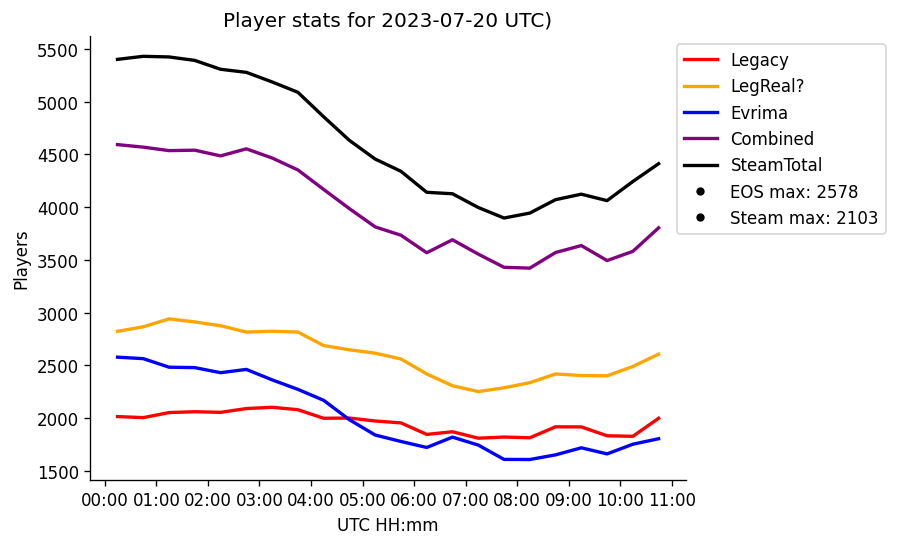 Player stats for 2023-07-20 UTC)
5500
5000
4500
4000
3500
3000
2500
2000
1500
Players
00:00 01:00 02:00 03:00 04:00 05:00 06:00 07:00 08:00 09:00 10:00 11:00
UTC HH:mm
Legacy
LegReal?
Evrima
Combined
SteamTotal
EOS max: 2578
Steam max: 2103